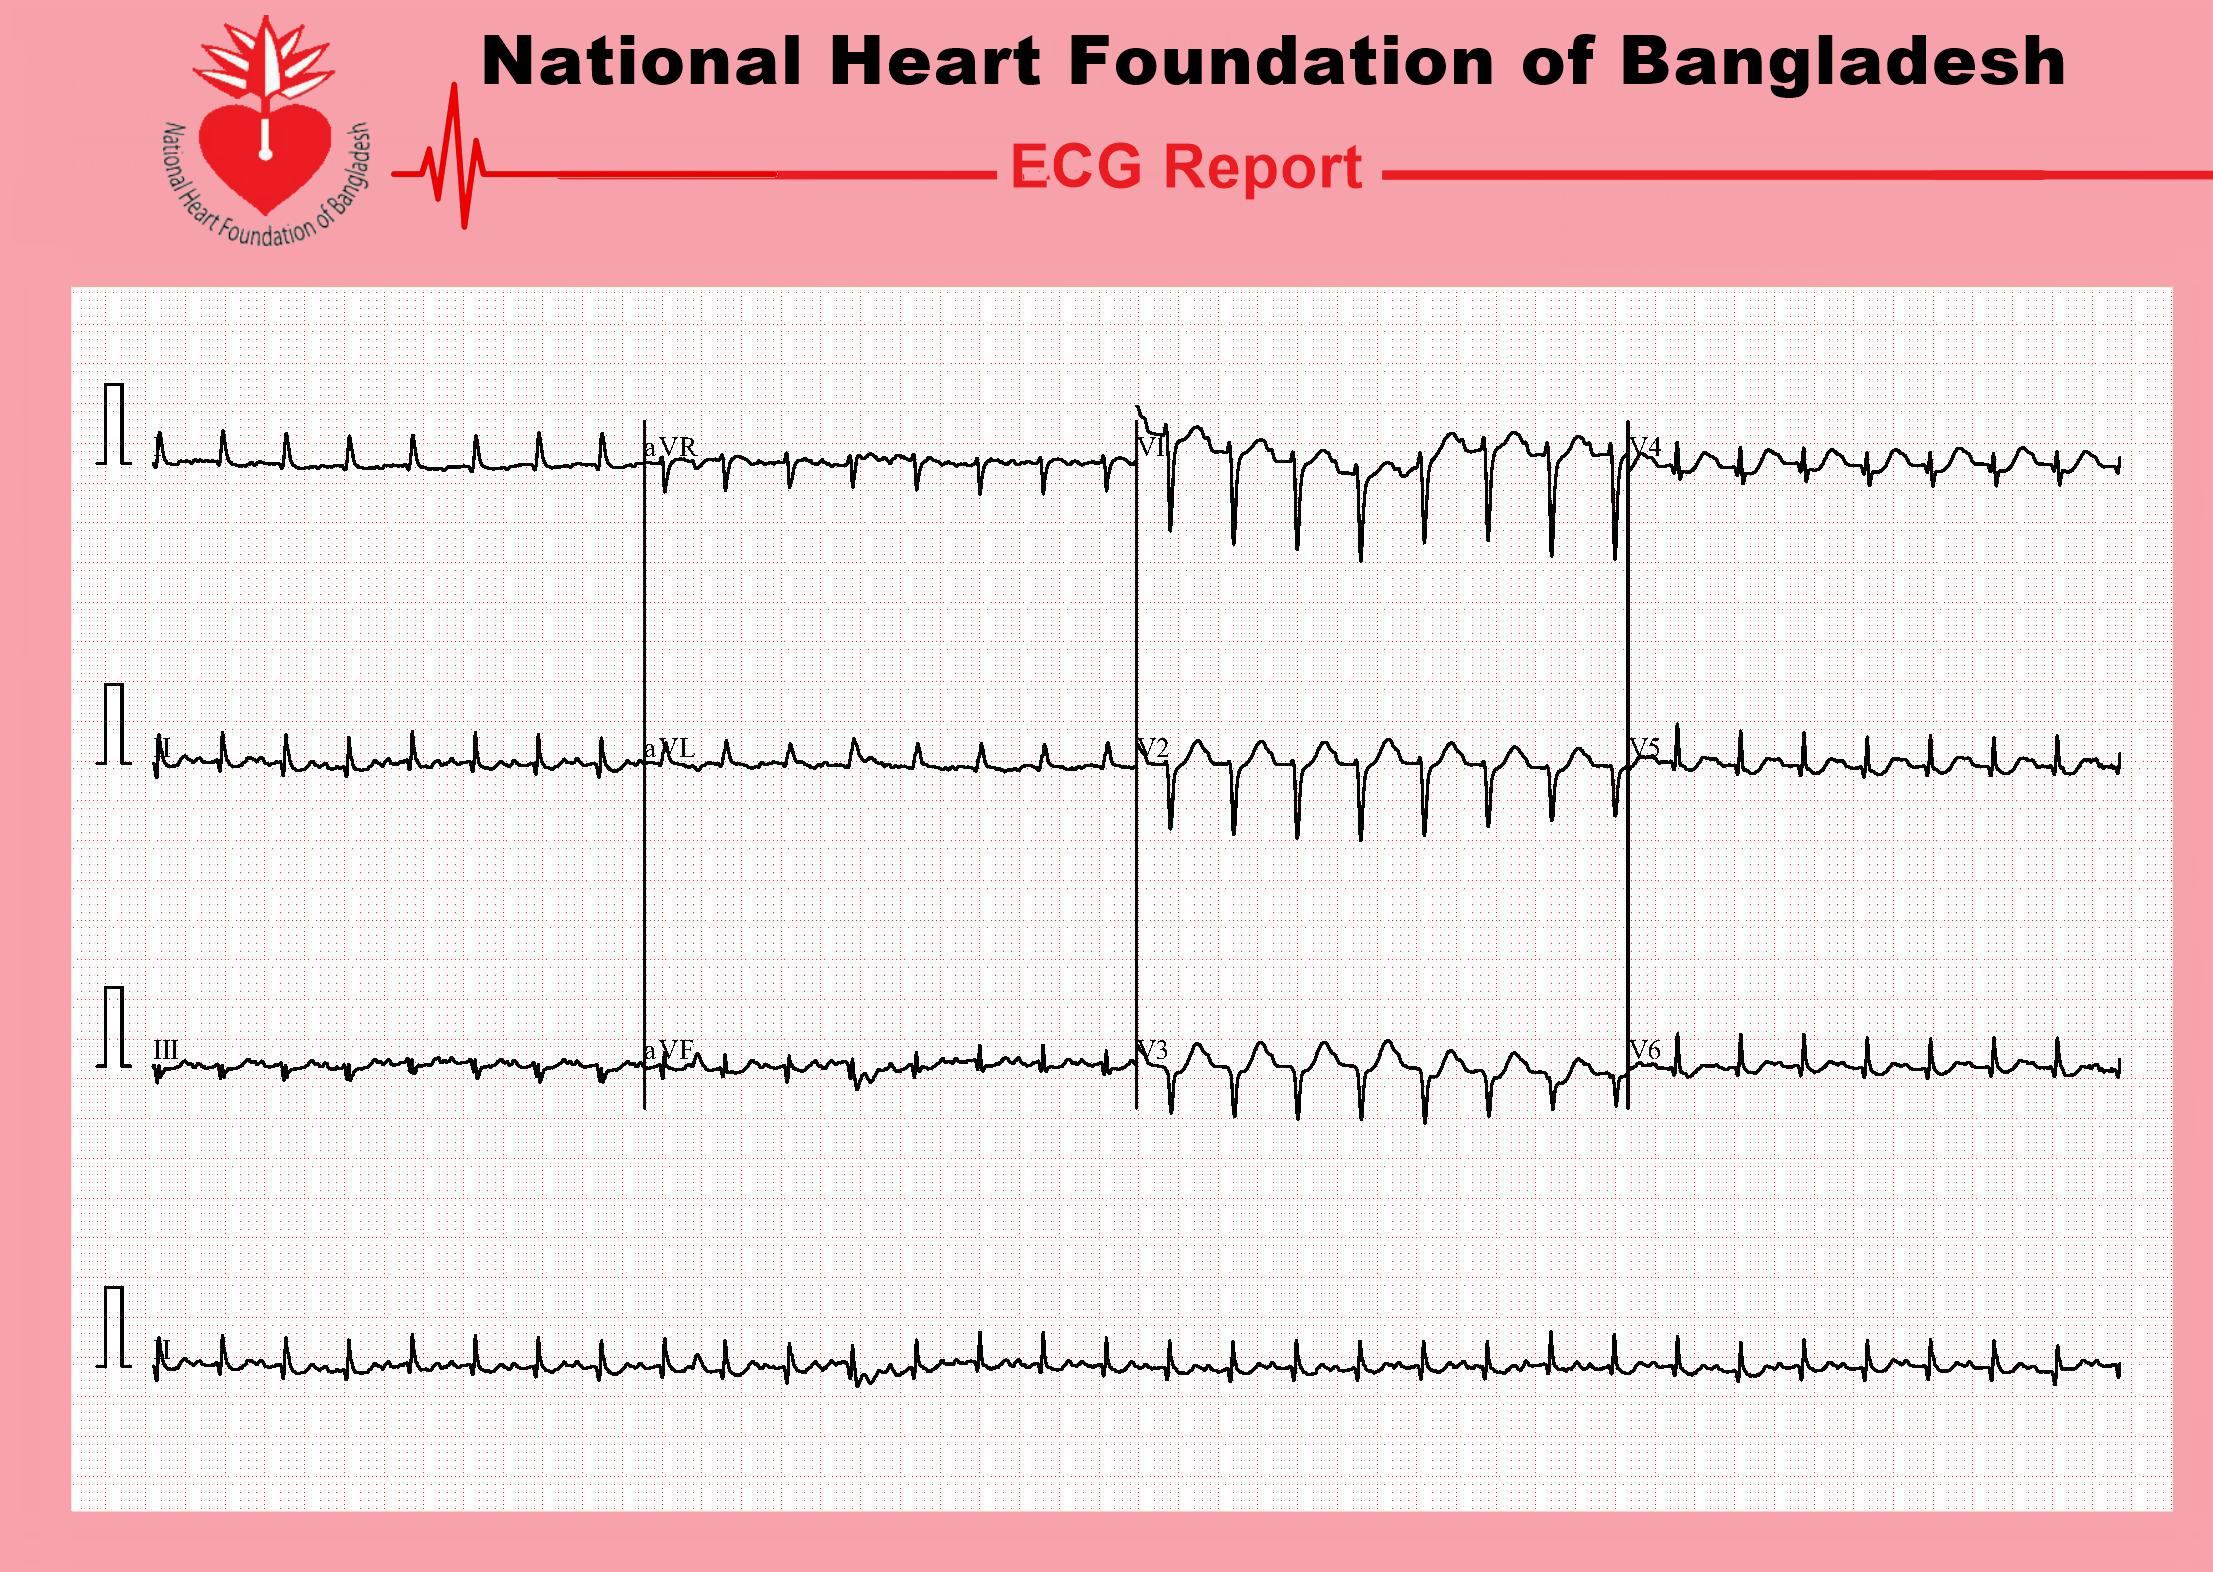 National Heart Foundation of Bangladesh
National Heart Foundation of Bangladesh
ECG Report
aVR
V1
V4
II
aVL
V2
V5
III
aVF
V3
V6
II